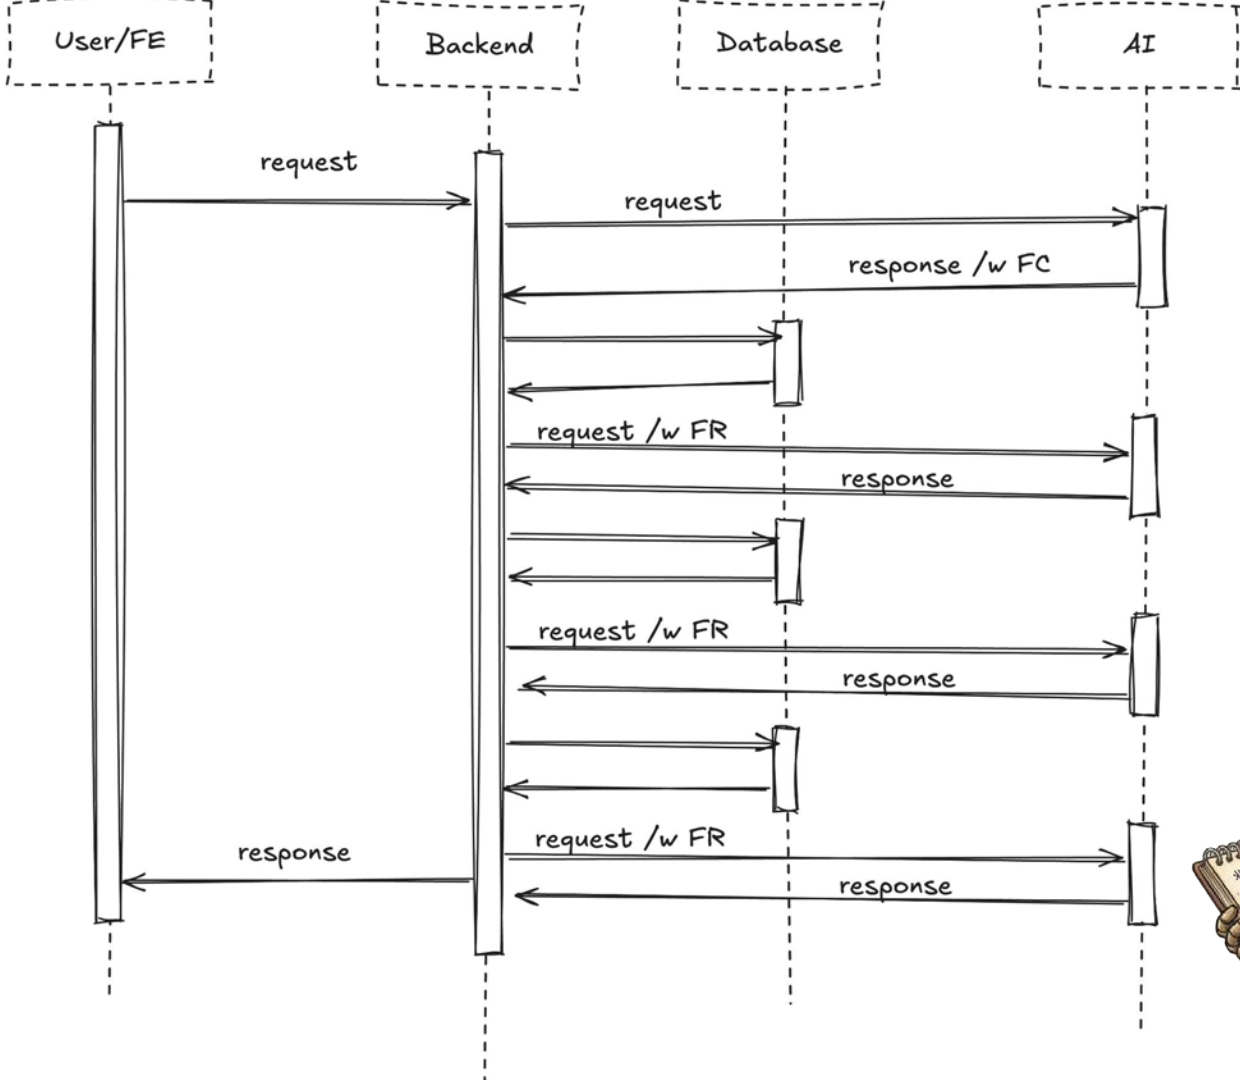 User/FE
Backend
Database
AI
request
request
response /w FC
request /w FR
response
request /w FR
response
request /w FR
response
response